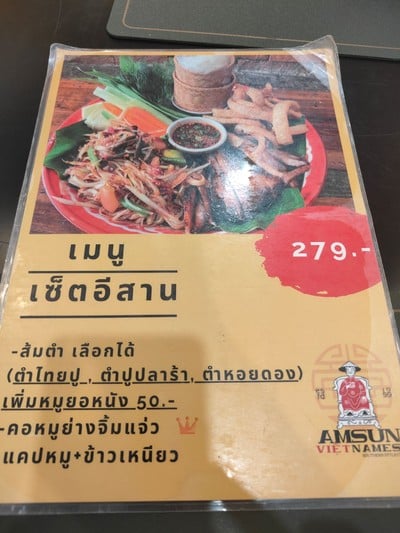 เมนู
เซ็ตอีสาน
279.-
-ส้มตำ เลือกได้
(ตำไทยปู , ตำปูปลาร้า, ตำหอยดอง)
เพิ่มหมูยอหนัง 50.-
-คอหมูย่างจิ้มแจ่ว
แคปหมู+ข้าวเหนียว
AMSUN
VIETNAMESE